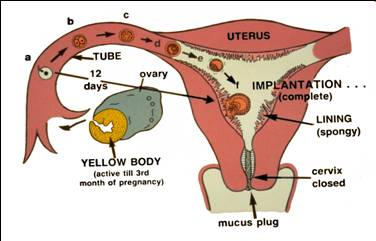 c
b
UTERUS
a
d
e
TUBE
12
days
ovary
f
IMPLANTATION . . .
(complete)
LINING
(spongy)
YELLOW BODY
(active till 3rd
month of pregnancy)
cervix
closed
mucus plug